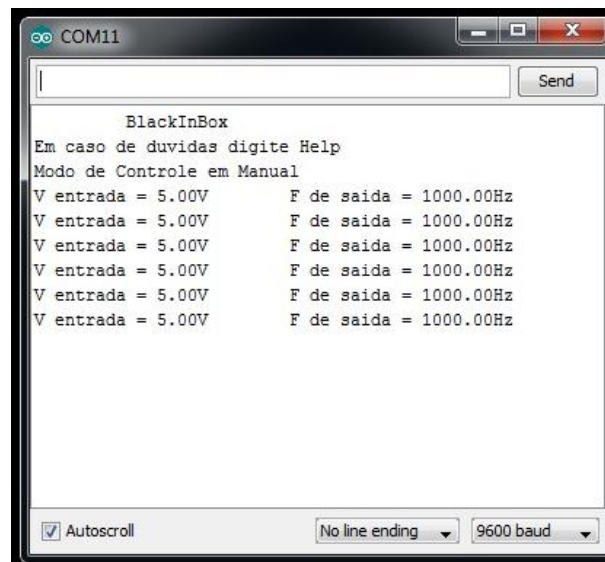 COM11
Send
BlackInBox
Em caso de duvidas digite Help
Modo de Controle em Manual
V entrada = 5.00V F de saida = 1000.00Hz
V entrada = 5.00V F de saida = 1000.00Hz
V entrada = 5.00V F de saida = 1000.00Hz
V entrada = 5.00V F de saida = 1000.00Hz
V entrada = 5.00V F de saida = 1000.00Hz
V entrada = 5.00V F de saida = 1000.00Hz
Autoscroll No line ending 9600 baud